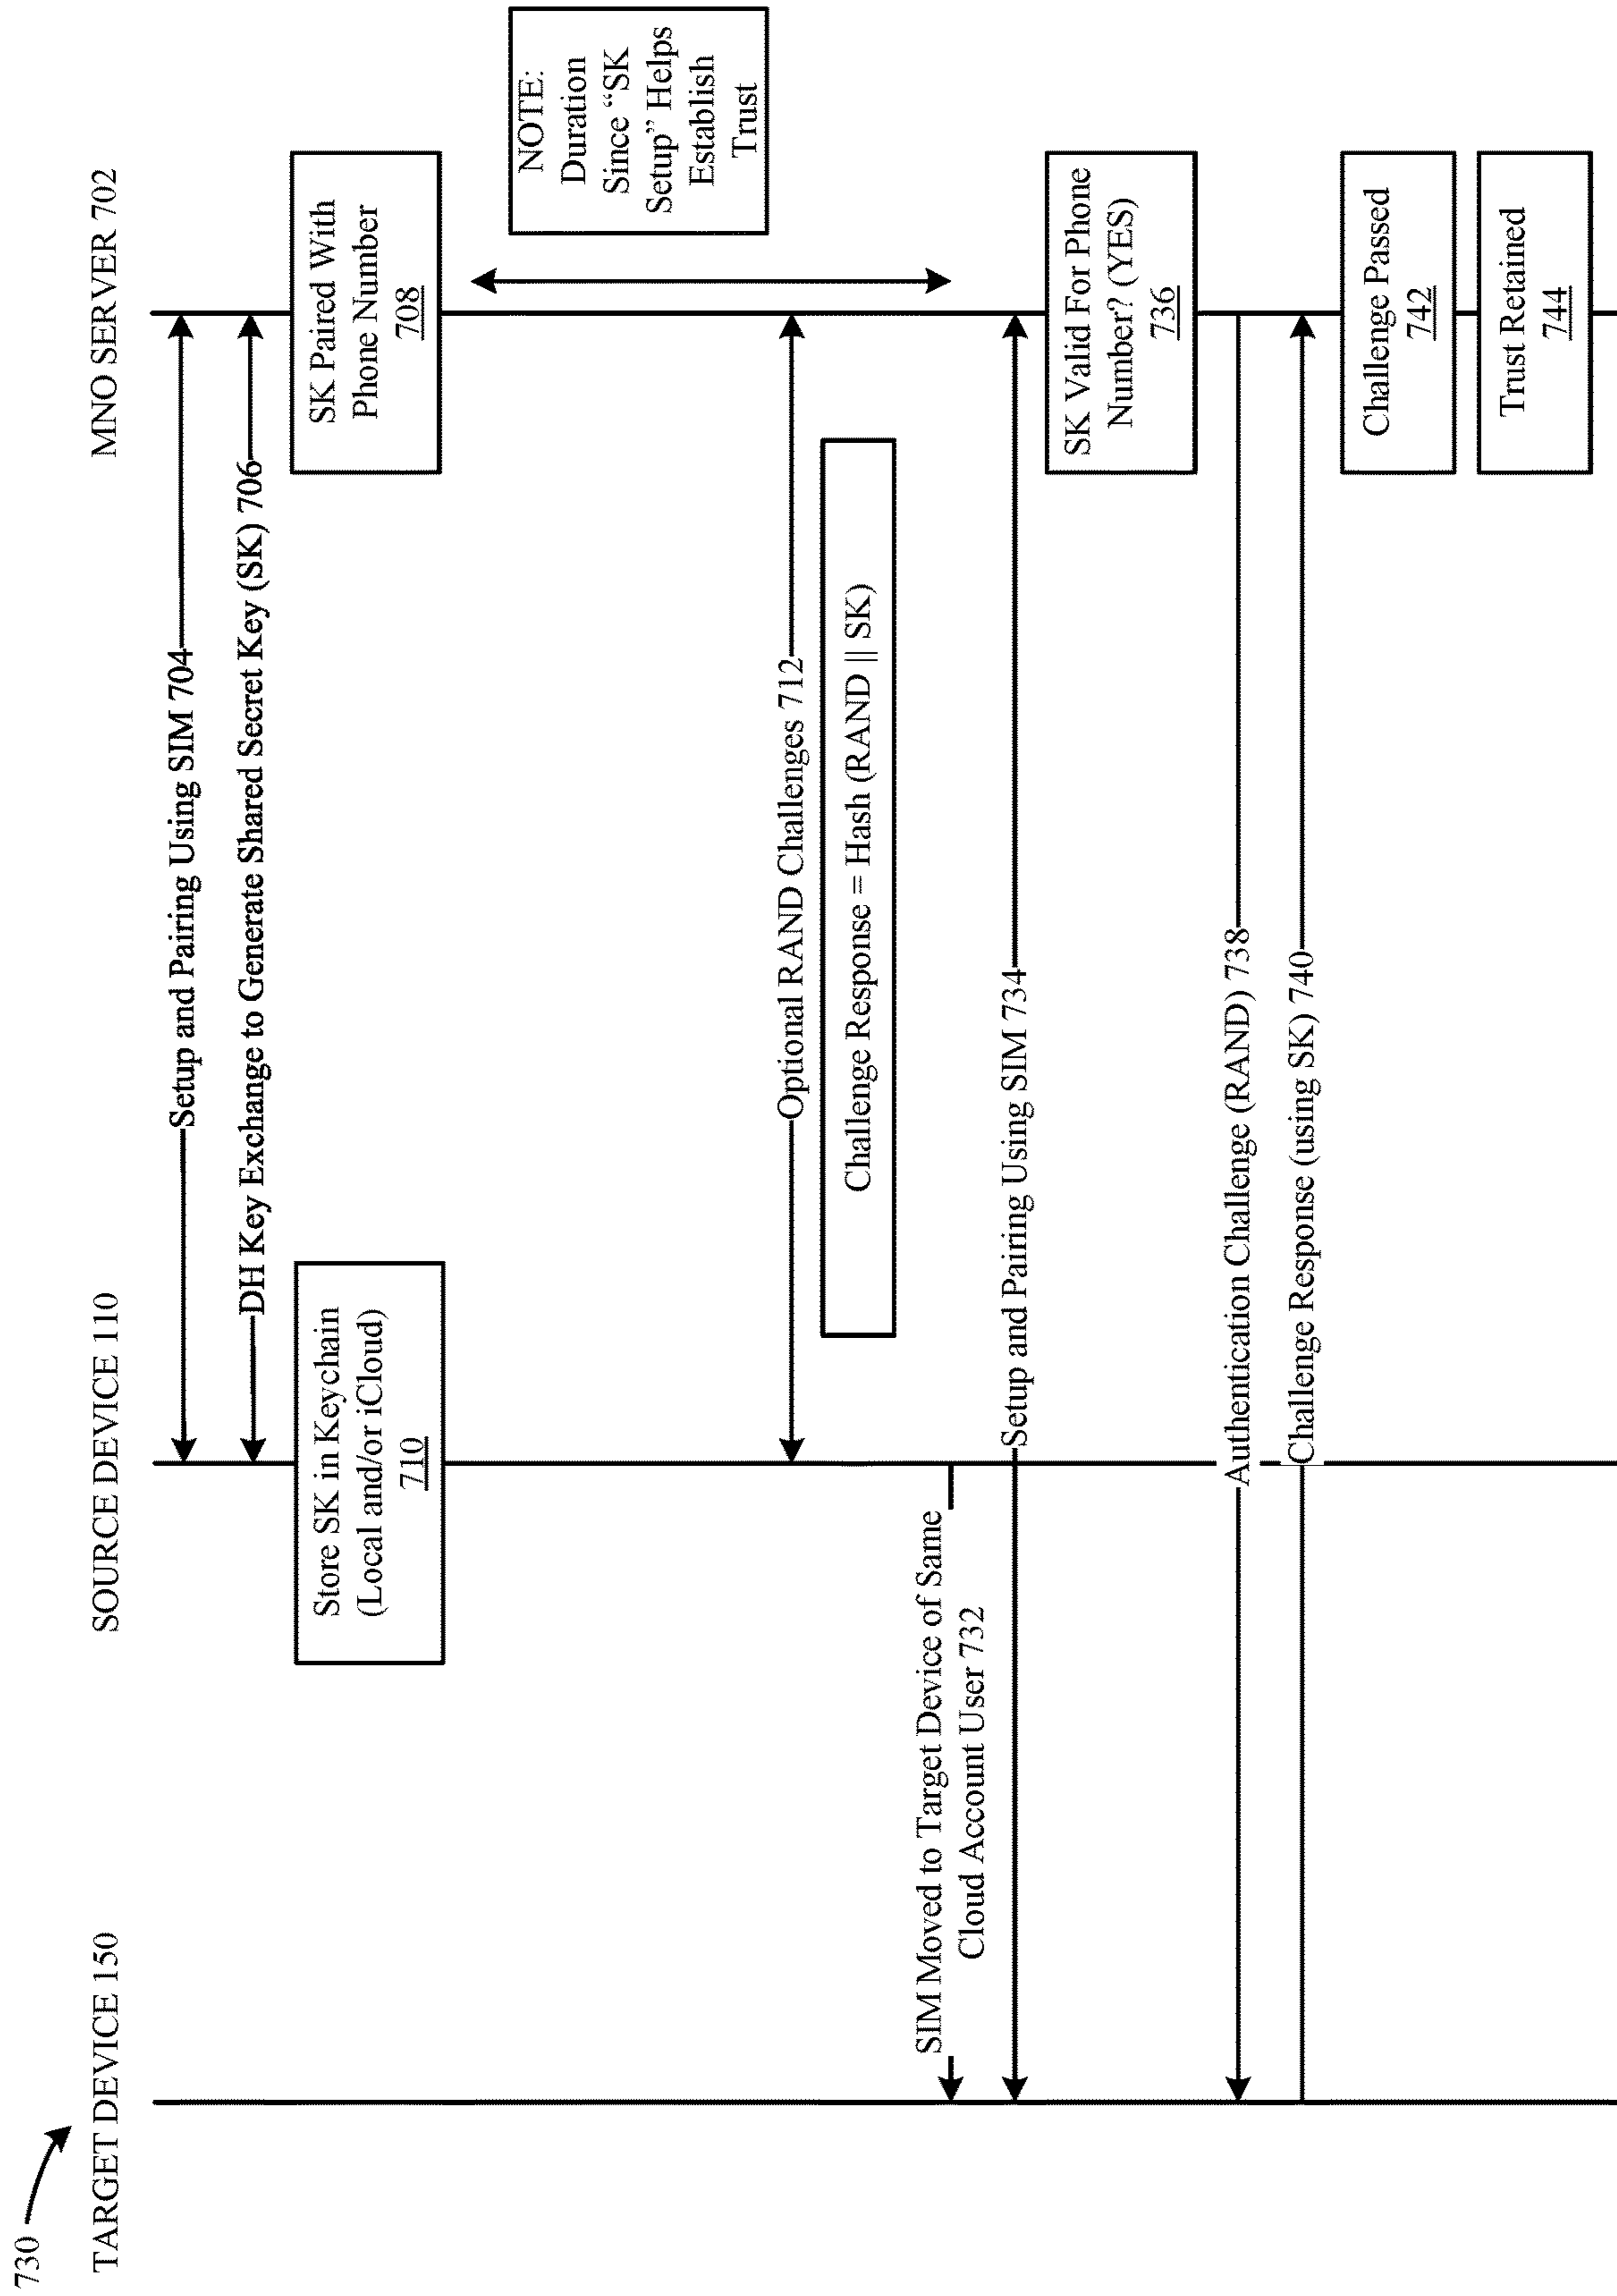 730
TARGET DEVICE 150
SOURCE DEVICE 110
MNO SERVER 702
Setup and Pairing Using SIM 704
DH Key Exchange to Generate Shared Secret Key (SK) 706
Store SK in Keychain
(Local and/or iCloud)
710
SK Paired With
Phone Number
708
NOTE:
Duration
Since “SK
Setup” Helps
Establish
Trust
Optional RAND Challenges 712
Challenge Response = Hash (RAND || SK)
SIM Moved to Target Device of Same
Cloud Account User 732
Setup and Pairing Using SIM 734
SK Valid For Phone
Number? (YES)
736
Authentication Challenge (RAND) 738
Challenge Response (using SK) 740
Challenge Passed
742
Trust Retained
744